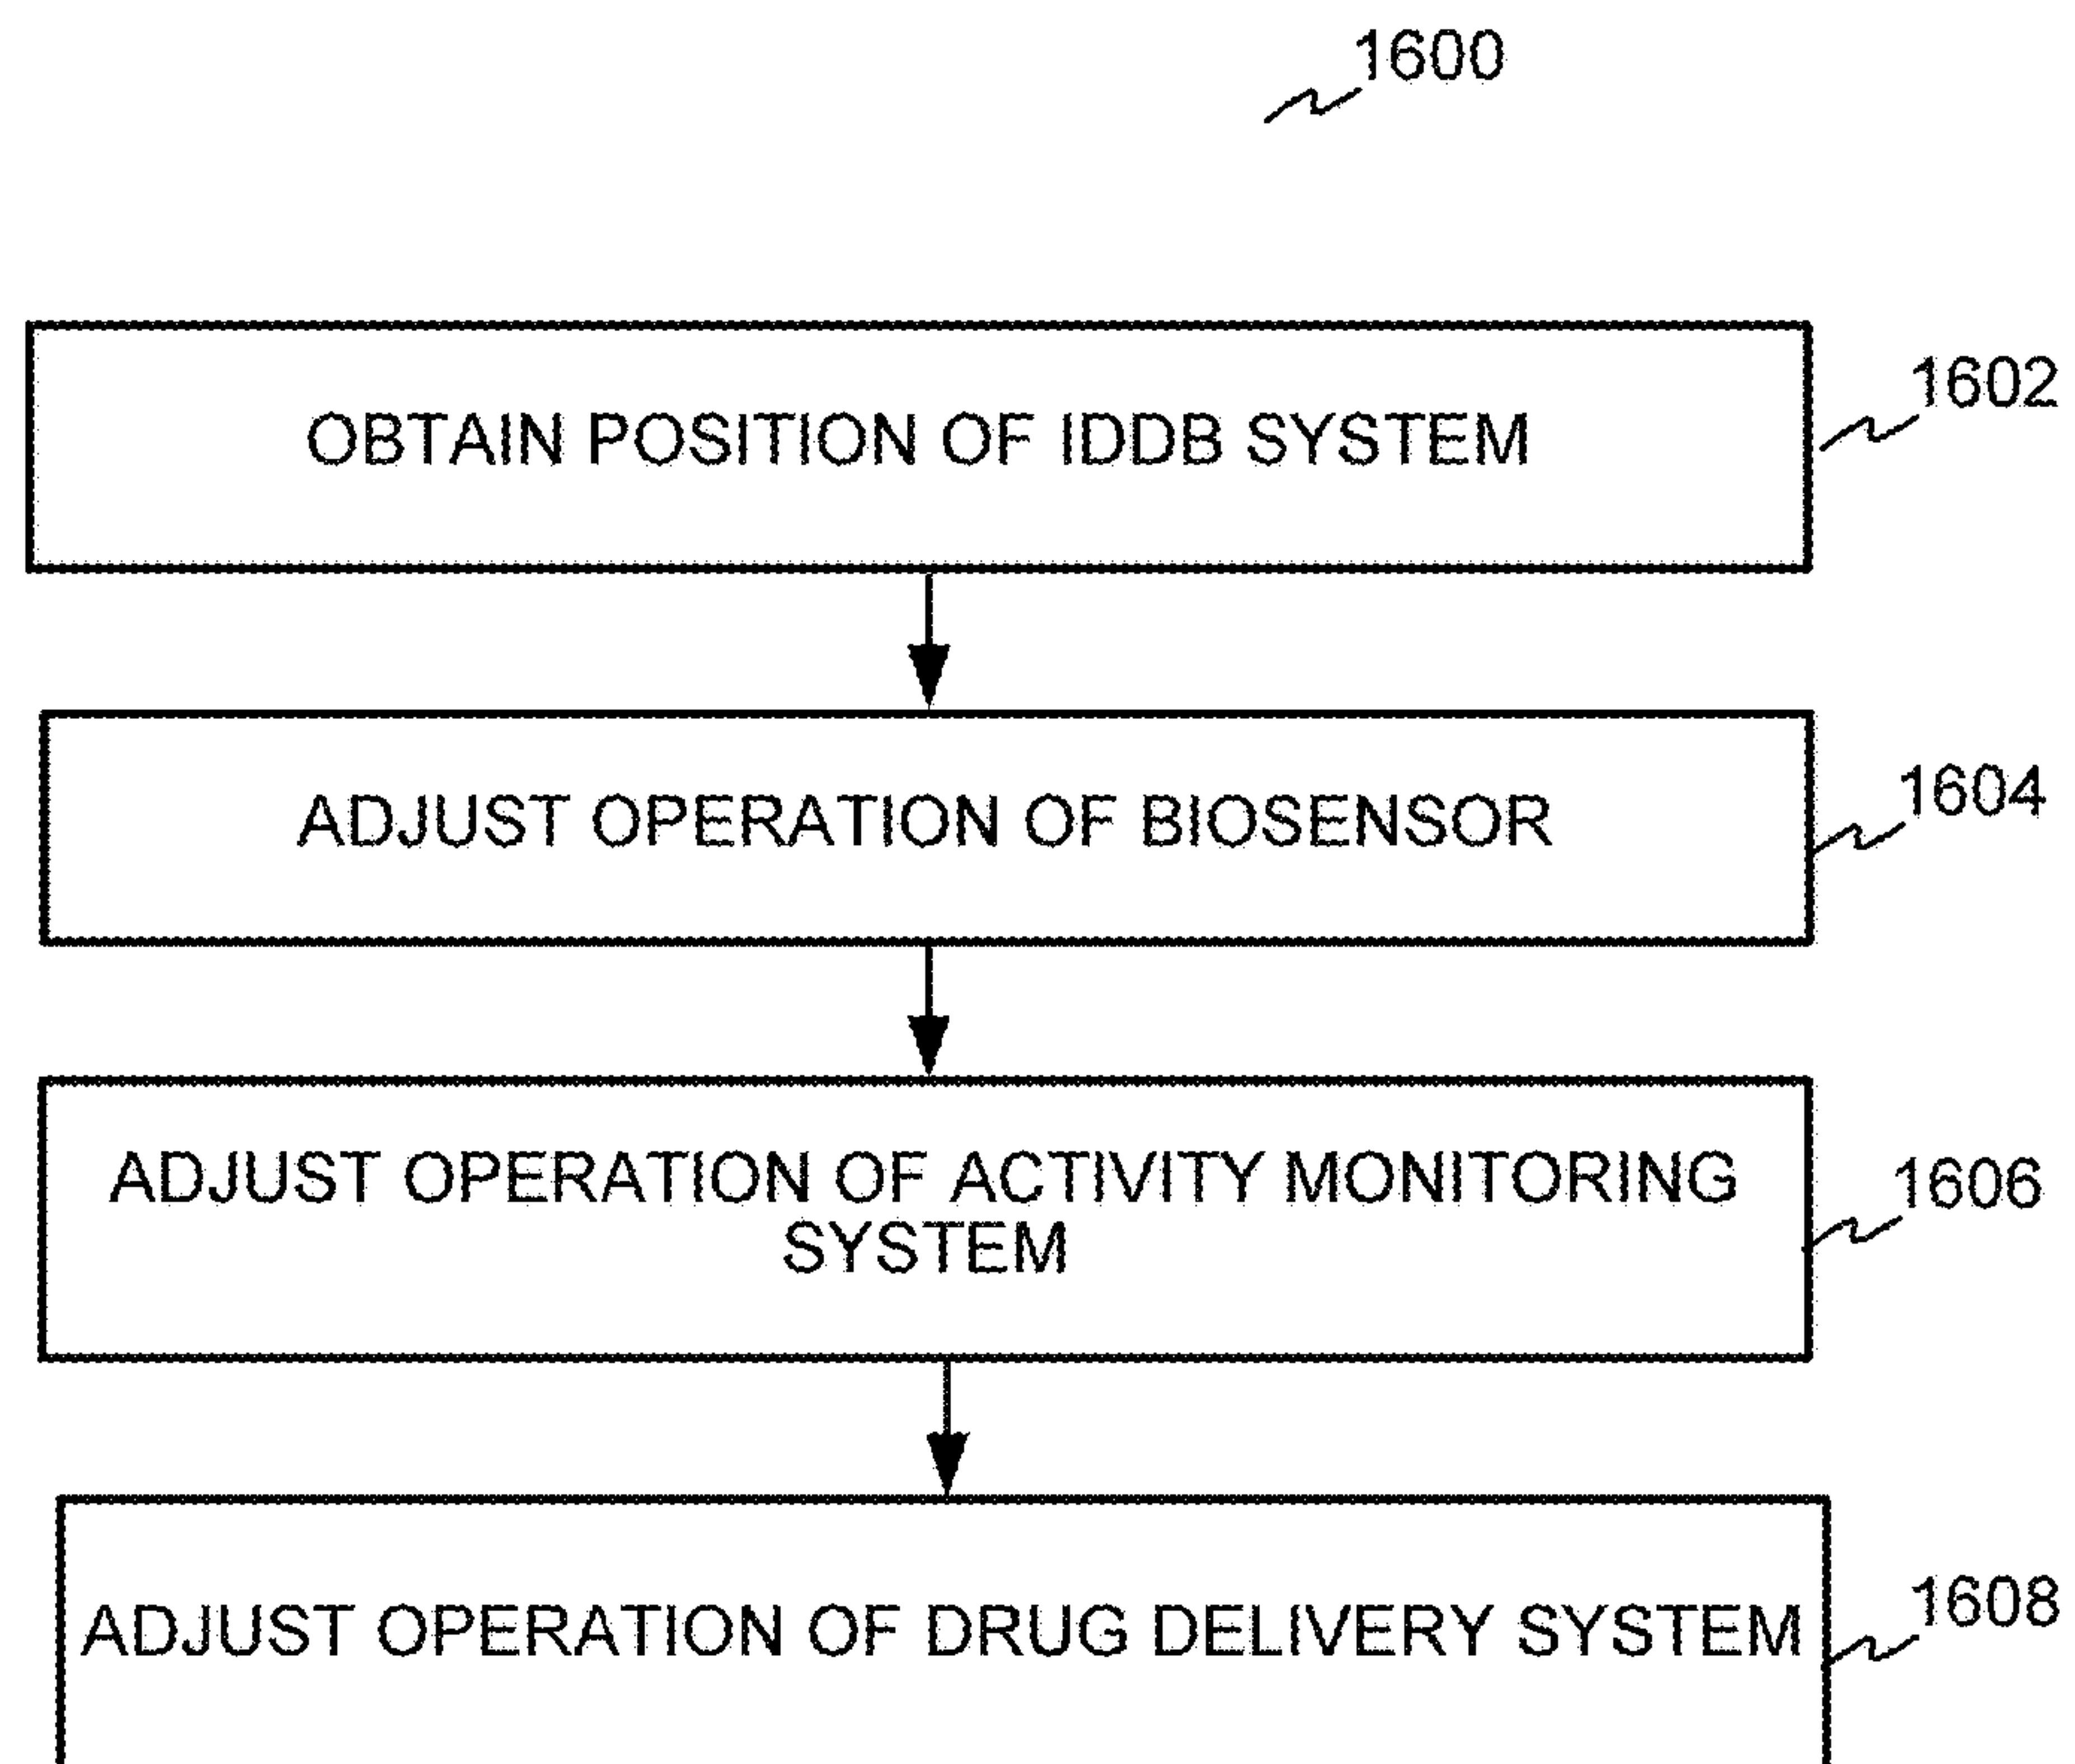 1600
OBTAIN POSITION OF IDDB SYSTEM
1602
ADJUST OPERATION OF BIOSENSOR
1604
ADJUST OPERATION OF ACTIVITY MONITORING
SYSTEM
1606
ADJUST OPERATION OF DRUG DELIVERY SYSTEM
1608